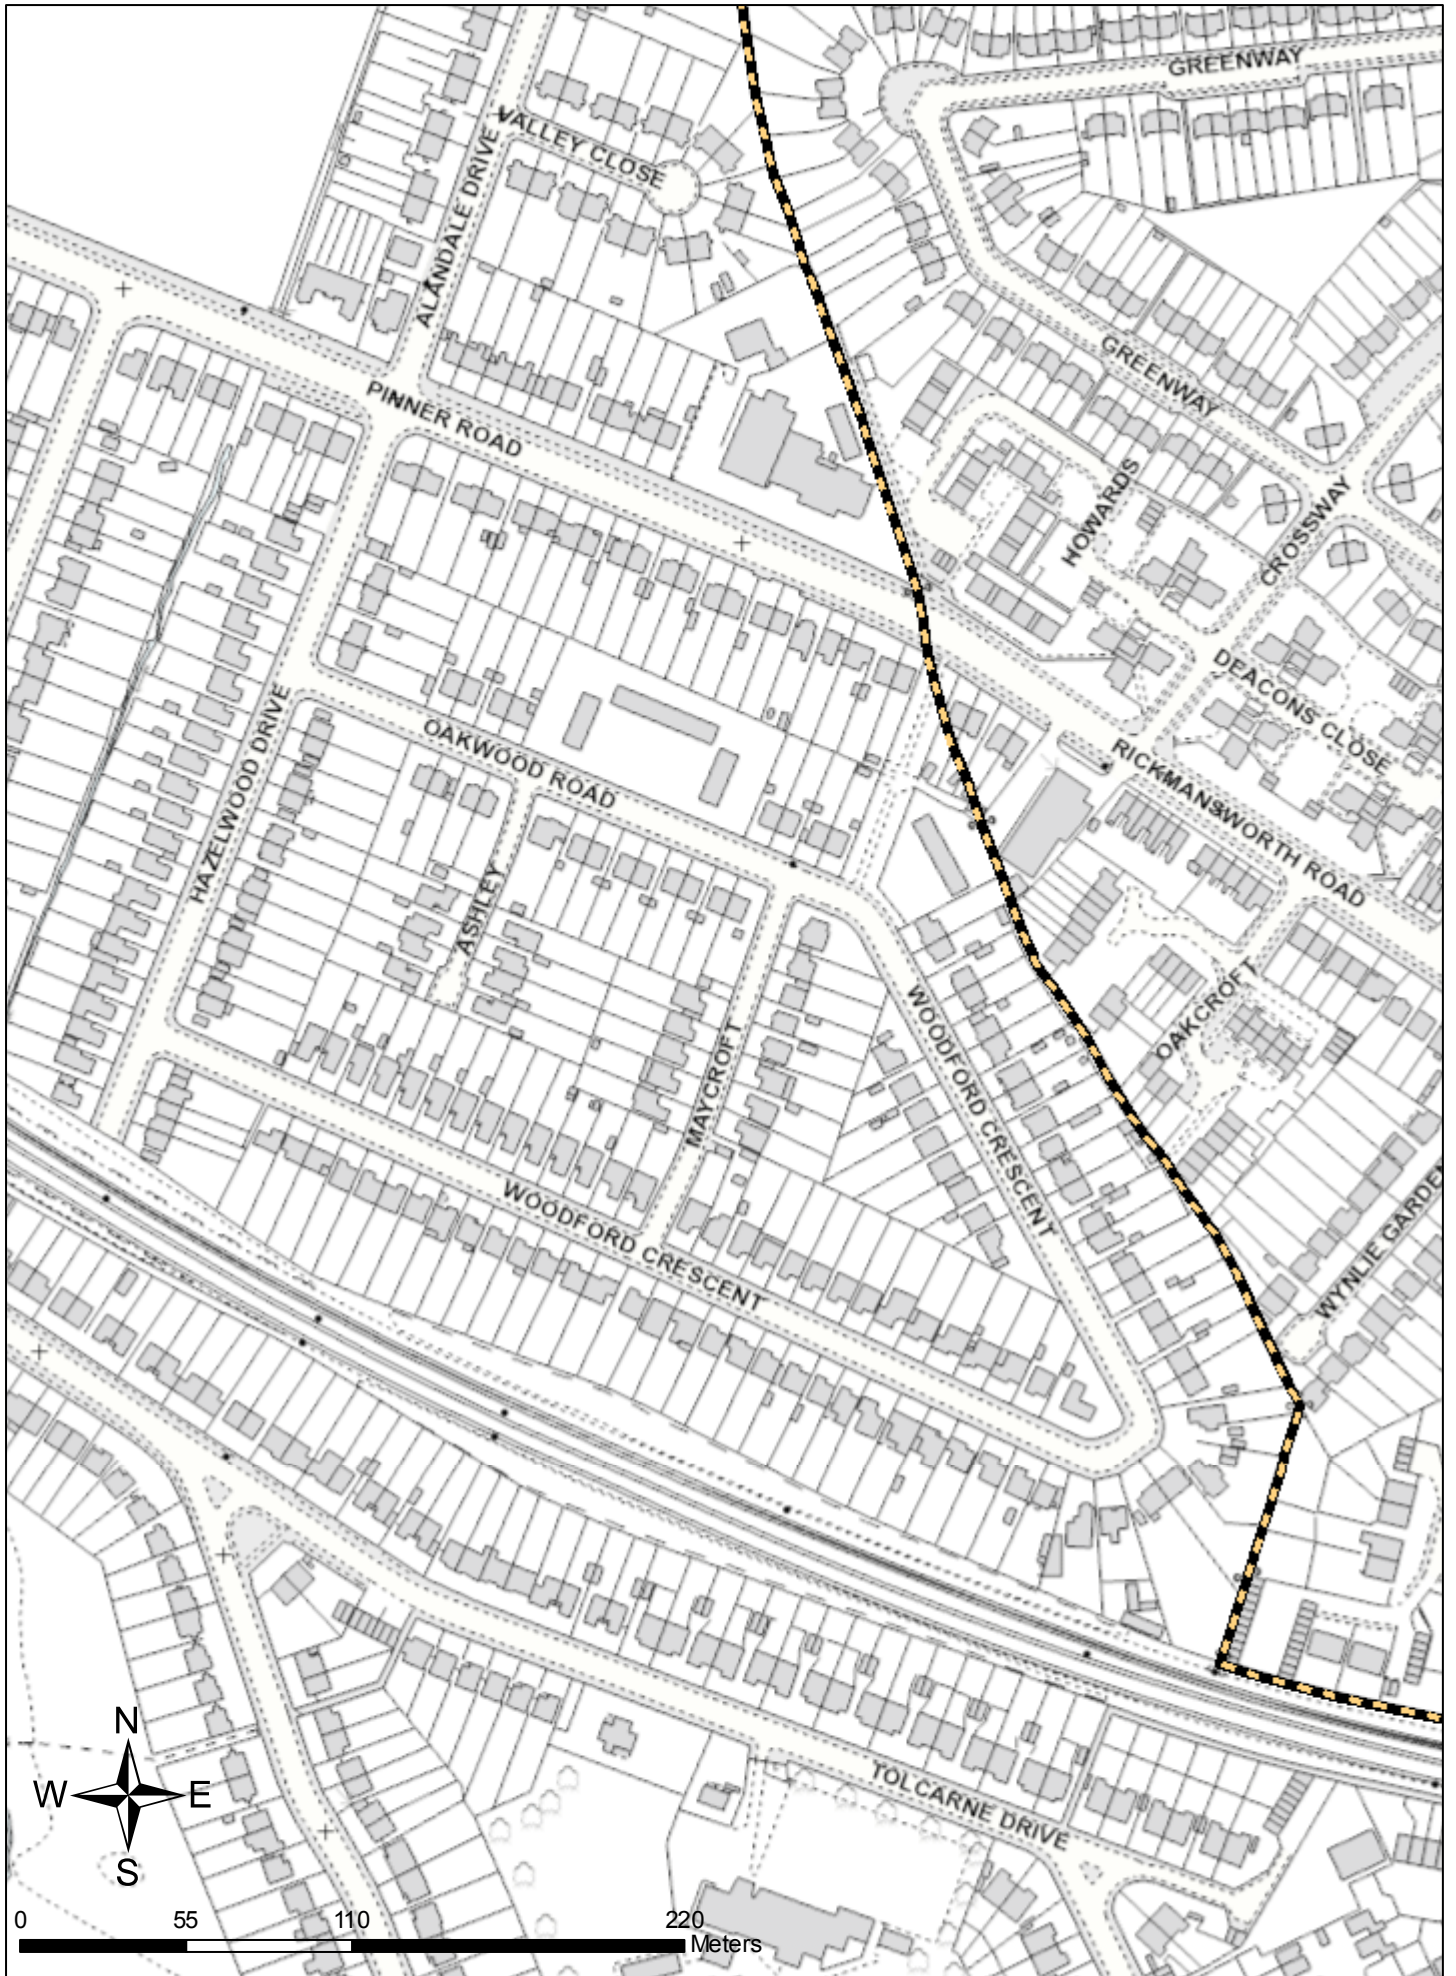 GREENWAY
VALLEY CLOSE
ALANDALE DRIVE
PINNER ROAD
GREENWAY
HOWARDS
CROSSWAY
DEACONS CLOSE
RICKMANSWORTH ROAD
HAZELWOOD DRIVE
OAKWOOD ROAD
ASHLEY
MAYCROFT
WOODFORD CRESCENT
OAKCROFT
WOODFORD CRESCENT
WYNLIE GARDEN
TOLCARNE DRIVE
N
W E
S
0 55 110 220
Meters